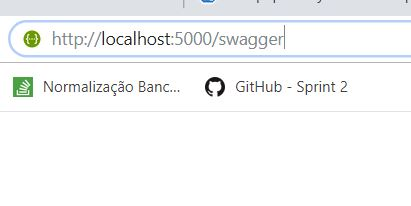 http://localhost:5000/swagger
Normalização Banc...
GitHub - Sprint 2